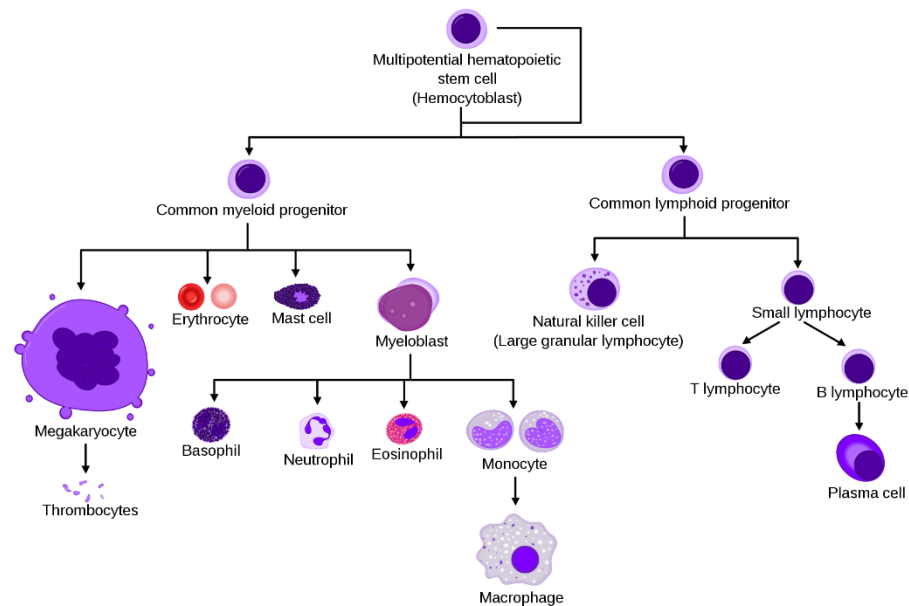 Multipotential hematopoietic
stem cell
(Hemocytoblast)
Common myeloid progenitor
Common lymphoid progenitor
Erythrocyte
Mast cell
Myeloblast
Natural killer cell
(Large granular lymphocyte)
Small lymphocyte
T lymphocyte
B lymphocyte
Megakaryocyte
Basophil
Neutrophil
Eosinophil
Monocyte
Plasma cell
Thrombocytes
Macrophage